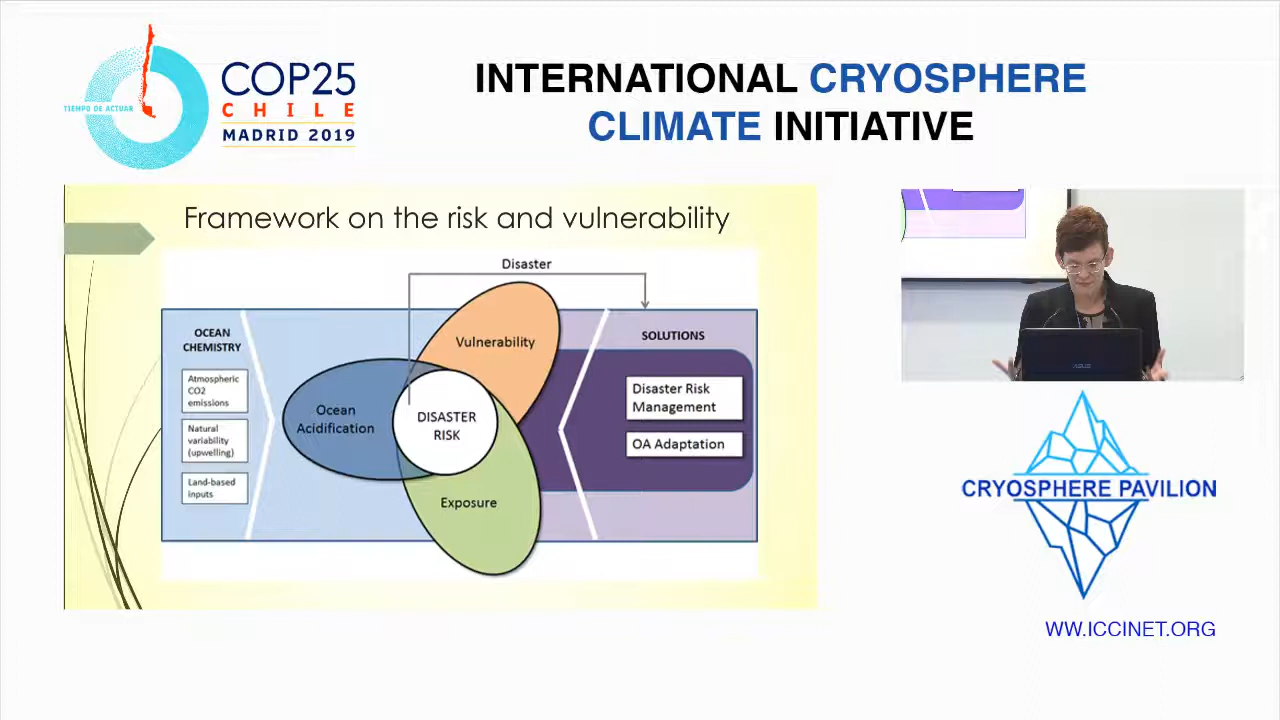 TIEMPO DE ACTUAR
COP25
CHILE
MADRID 2019
INTERNATIONAL CRYOSPHERE
CLIMATE INITIATIVE
Framework on the risk and vulnerability
Disaster
OCEAN
CHEMISTRY
Atmospheric
CO2
emissions
Natural
variability
(upwelling)
Land-based
inputs
Ocean
Acidification
Vulnerability
DISASTER
RISK
Exposure
SOLUTIONS
Disaster Risk
Management
OA Adaptation
ASUS
CRYOSPHERE PAVILION
WW.ICCINET.ORG